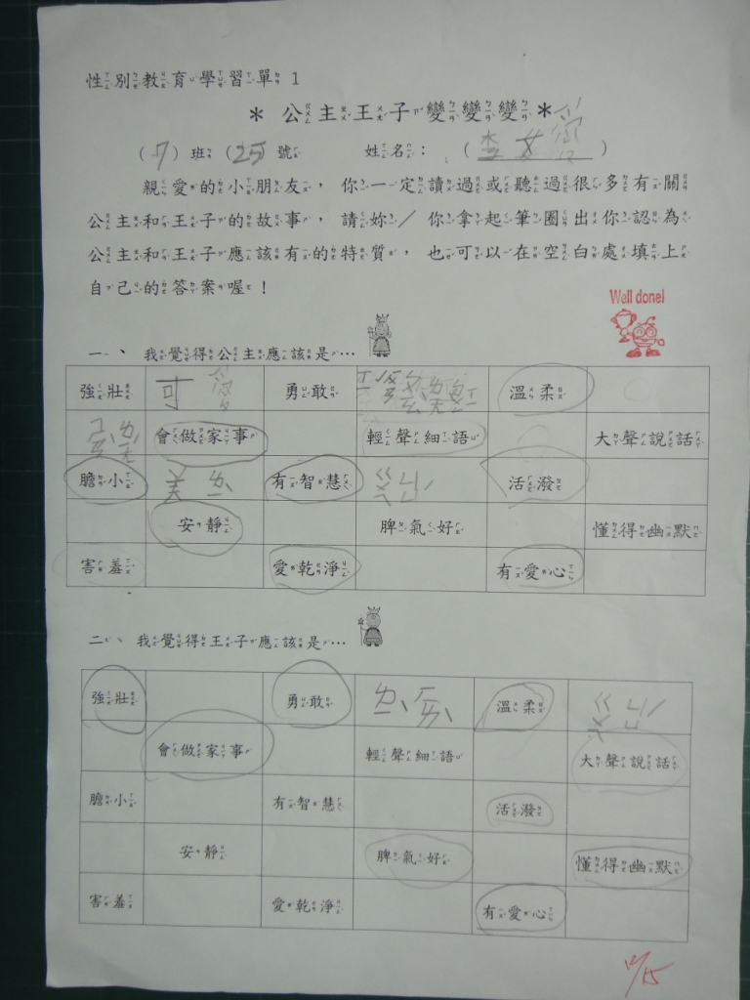 性別教育學習單 1
* 公主王子變變變 *
( 7 ) 班 ( 25 ) 號 姓名: ( 李 )
親愛的小朋友,你一定讀過或聽過很多有關
公主和王子的故事,請妳/你拿起筆圈出你認為
公主和王子應該有的特質,也可以在空白處填上
自己的答案喔!
Well done!
一、 我覺得公主應該是…
強壯 可 勇敢 溫柔
會做家事 輕聲細語 大聲說話
膽小 美 有智慧 活潑
安靜 脾氣好 懂得幽默
害羞 愛乾淨 有愛心
二、 我覺得王子應該是…
強壯 勇敢 溫柔
會做家事 輕聲細語 大聲說話
膽小 有智慧 活潑
安靜 脾氣好 懂得幽默
害羞 愛乾淨 有愛心
12/15